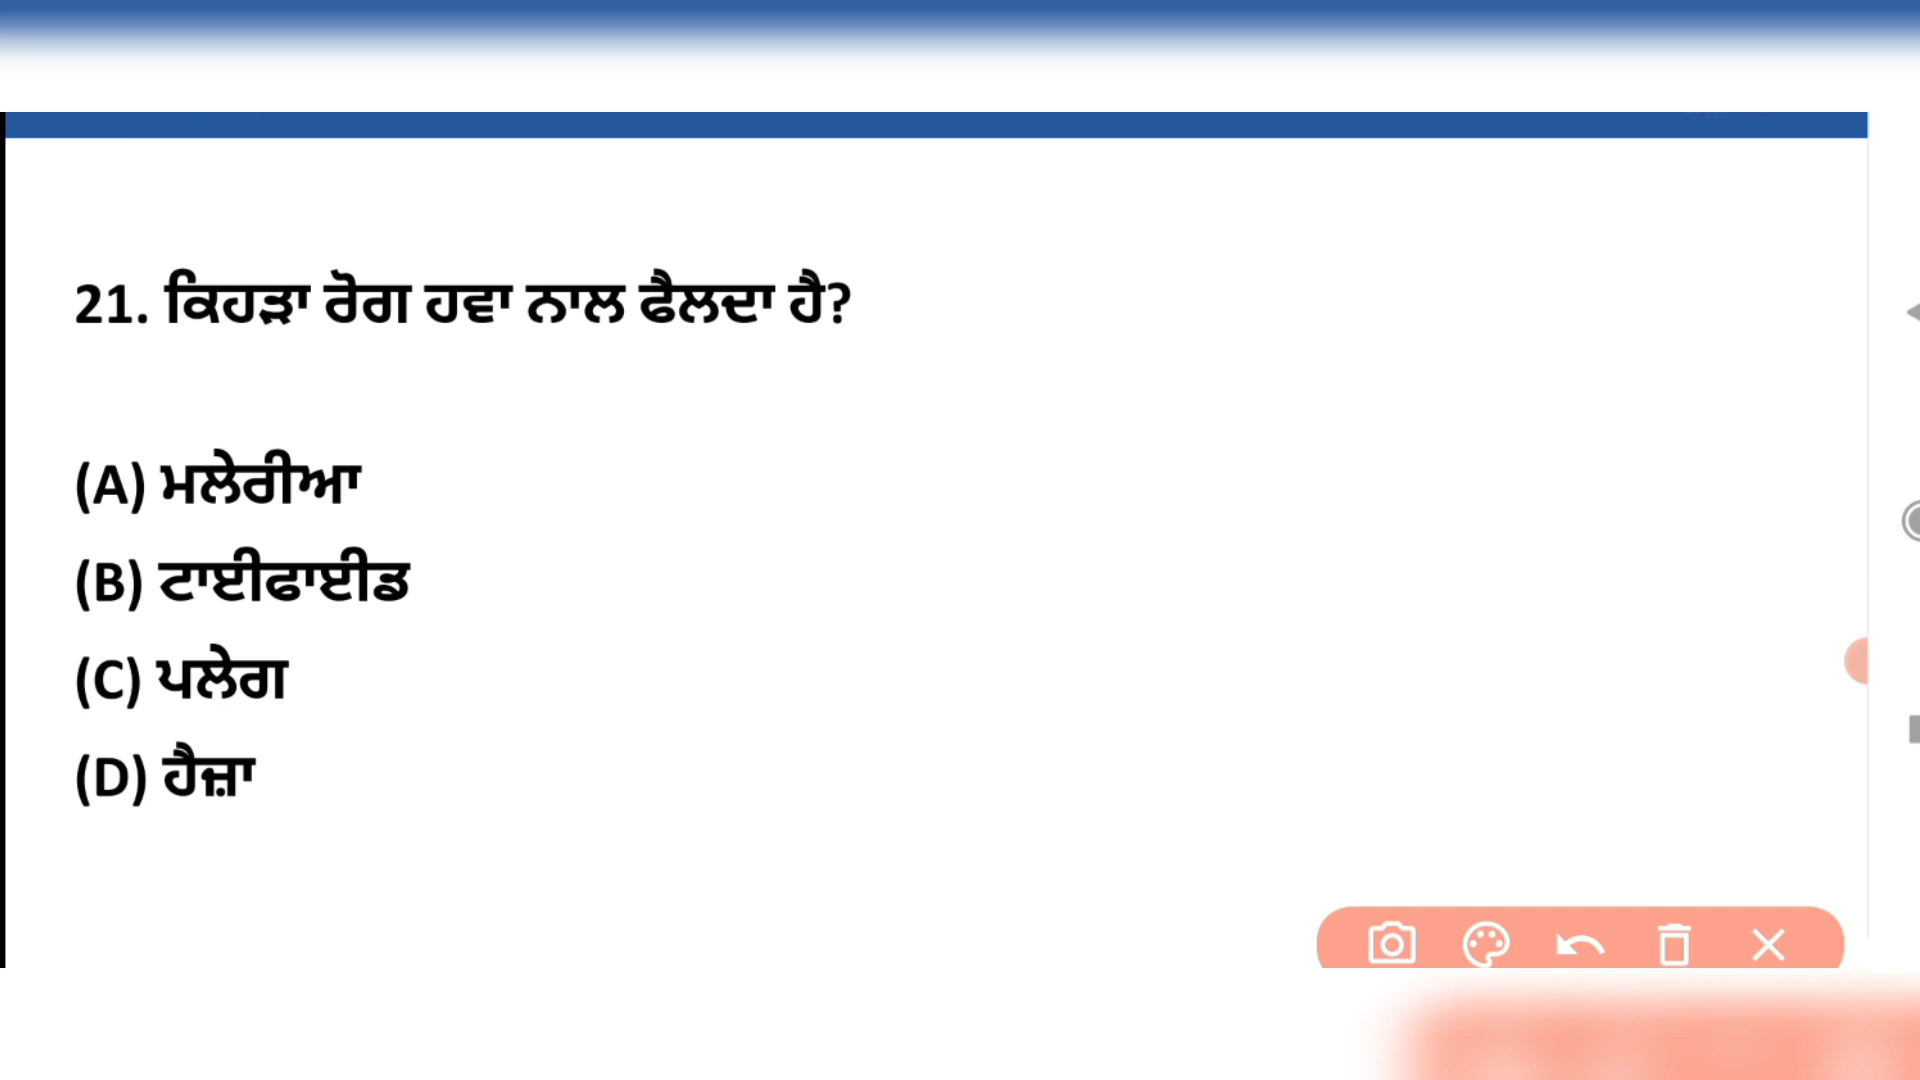 21. ਕਿਹੜਾ ਰੋਗ ਹਵਾ ਨਾਲ ਫੈਲਦਾ ਹੈ?
(A) ਮਲੇਰੀਆ
(B) ਟਾਈਫਾਈਡ
(C) ਪਲੇਗ
(D) ਹੈਜ਼ਾ